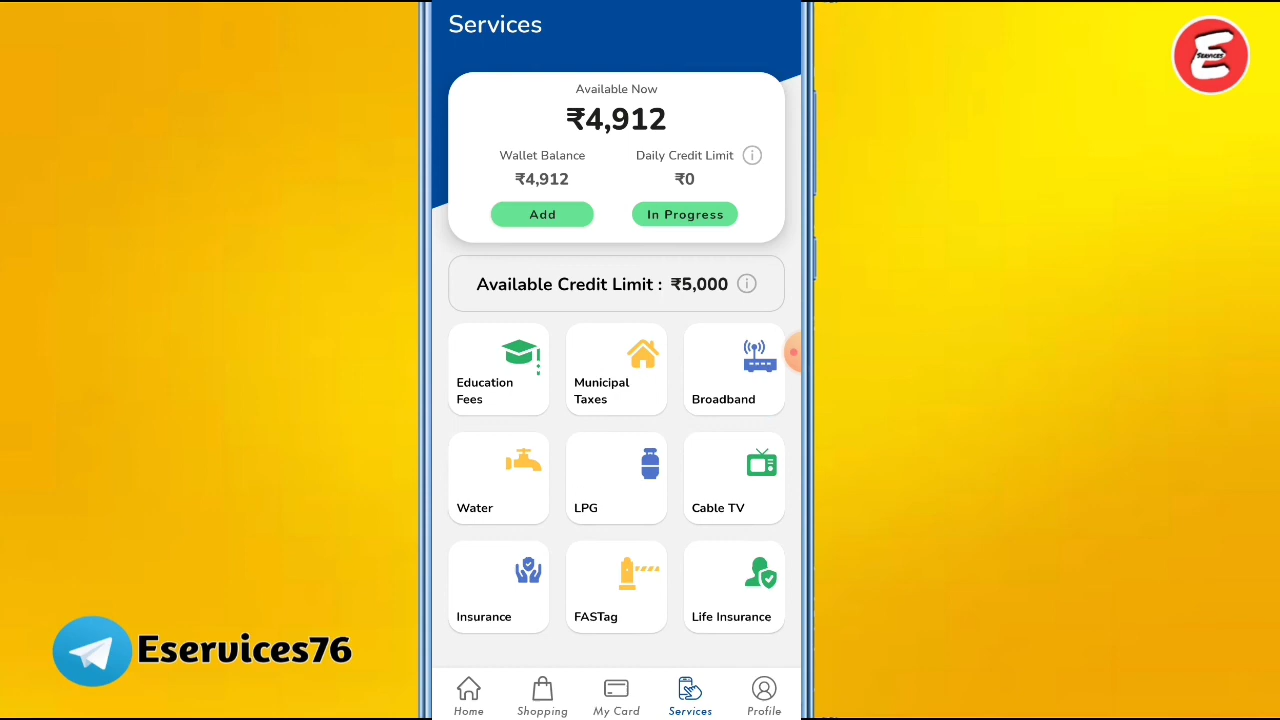 Services
SERVICES
Available Now
₹4,912
Wallet Balance
Daily Credit Limit
₹4,912
₹0
Add
In Progress
Available Credit Limit : ₹5,000
Education
Fees
Municipal
Taxes
Broadband
Water
LPG
Cable TV
Insurance
FASTag
Life Insurance
Eservices76
Home
Shopping
My Card
Services
Profile